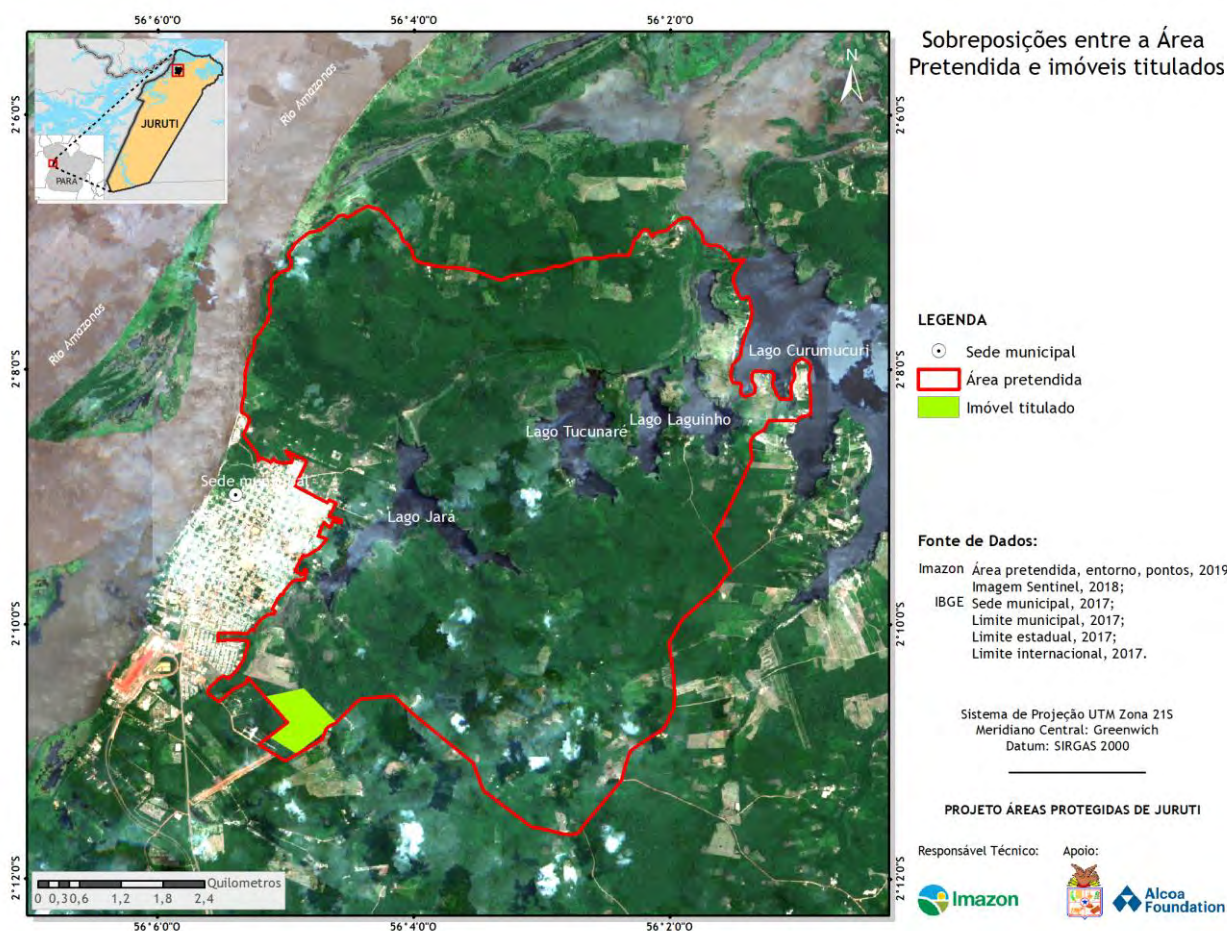 Sobreposições entre a Área
Pretendida e imóveis titulados
56°6'0"O
56°4'0"O
56°2'0"O
2°6'0"S
2°8'0"S
2°10'0"S
2°12'0"S
2°6'0"S
2°8'0"S
2°10'0"S
2°12'0"S
JURUTI
PARÁ
Rio Amazonas
Rio Amazonas
N
Lago Curumucuri
Lago Tucunaré
Lago Laguinho
Sede municipal
Lago Jará
Quilometros
0 0,3 0,6 1,2 1,8 2,4
56°6'0"O
56°4'0"O
56°2'0"O
LEGENDA
Sede municipal
Área pretendida
Imóvel titulado
Fonte de Dados:
Imazon Área pretendida, entorno, pontos, 2019
Imagem Sentinel, 2018;
IBGE Sede municipal, 2017;
Limite municipal, 2017;
Limite estadual, 2017;
Limite internacional, 2017.
Sistema de Projeção UTM Zona 21S
Meridiano Central: Greenwich
Datum: SIRGAS 2000
PROJETO ÁREAS PROTEGIDAS DE JURUTI
Responsável Técnico:
Apoio:
Imazon
Alcoa
Foundation